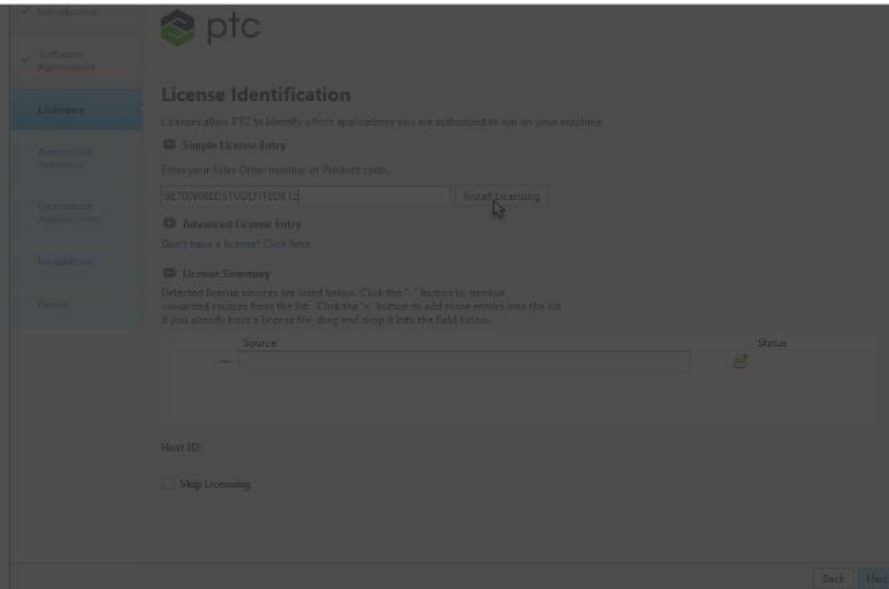 Introduction
ptc
Software
Agreement
License Identification
Licenses
Licenses allow PTC to identify which applications you are authorized to run on your machine.
Simple License Entry
Application
Selection
Enter your Sales Order number or Product code.
Install Licensing
Customize
Application
Advanced License Entry
Don't have a license? Click here
Installation
License Summary
Detected license sources are listed below. Click the "-" button to remove
unwanted sources from the list. Click the "+" button to add more entries into the list
If you already have a license file, drag and drop it into the field below.
Source
Status
Host ID:
Skip Licensing
Back